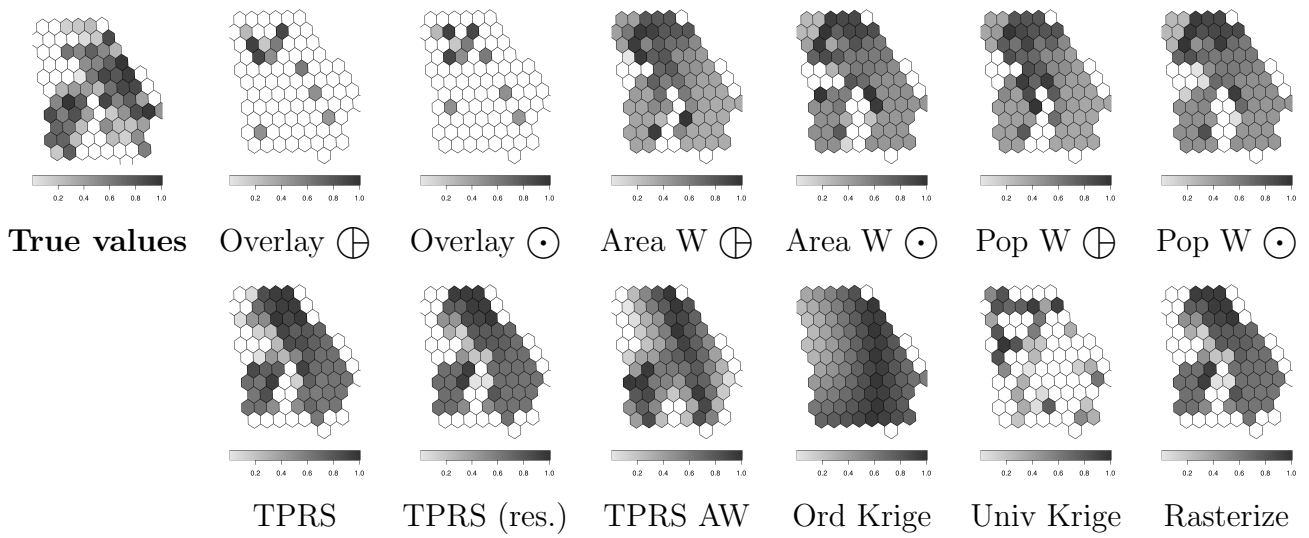 0.2 0.4 0.6 0.8 1.0 0.2 0.4 0.6 0.8 1.0 0.2 0.4 0.6 0.8 1.0 0.2 0.4 0.6 0.8 1.0 0.2 0.4 0.6 0.8 1.0 0.2 0.4 0.6 0.8 1.0 0.2 0.4 0.6 0.8 1.0
True values Overlay Overlay ⊙ Area W Area W ⊙ Pop W Pop W ⊙
0.2 0.4 0.6 0.8 1.0 0.2 0.4 0.6 0.8 1.0 0.2 0.4 0.6 0.8 1.0 0.2 0.4 0.6 0.8 1.0 0.2 0.4 0.6 0.8 1.0 0.2 0.4 0.6 0.8 1.0
TPRS TPRS (res.) TPRS AW Ord Krige Univ Krige Rasterize